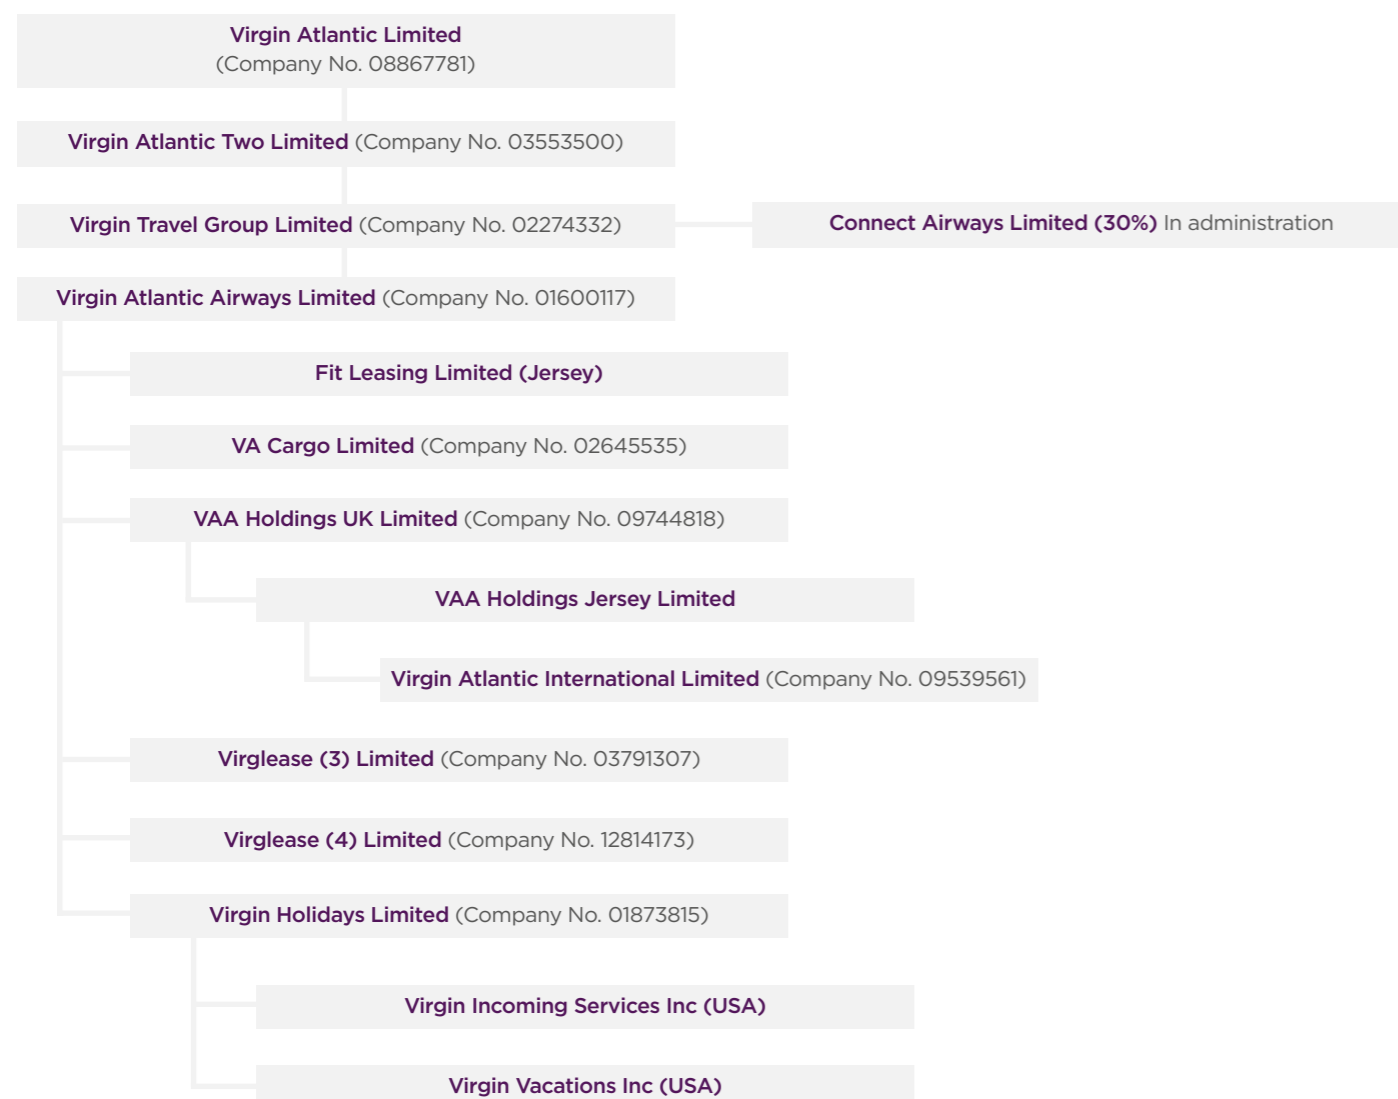 Virgin Atlantic Limited
(Company No. 08867781)
Virgin Atlantic Two Limited (Company No. 03553500)
Virgin Travel Group Limited (Company No. 02274332)
Connect Airways Limited (30%) In administration
Virgin Atlantic Airways Limited (Company No. 01600117)
Fit Leasing Limited (Jersey)
VA Cargo Limited (Company No. 02645535)
VAA Holdings UK Limited (Company No. 09744818)
VAA Holdings Jersey Limited
Virgin Atlantic International Limited (Company No. 09539561)
Virglease (3) Limited (Company No. 03791307)
Virglease (4) Limited (Company No. 12814173)
Virgin Holidays Limited (Company No. 01873815)
Virgin Incoming Services Inc (USA)
Virgin Vacations Inc (USA)